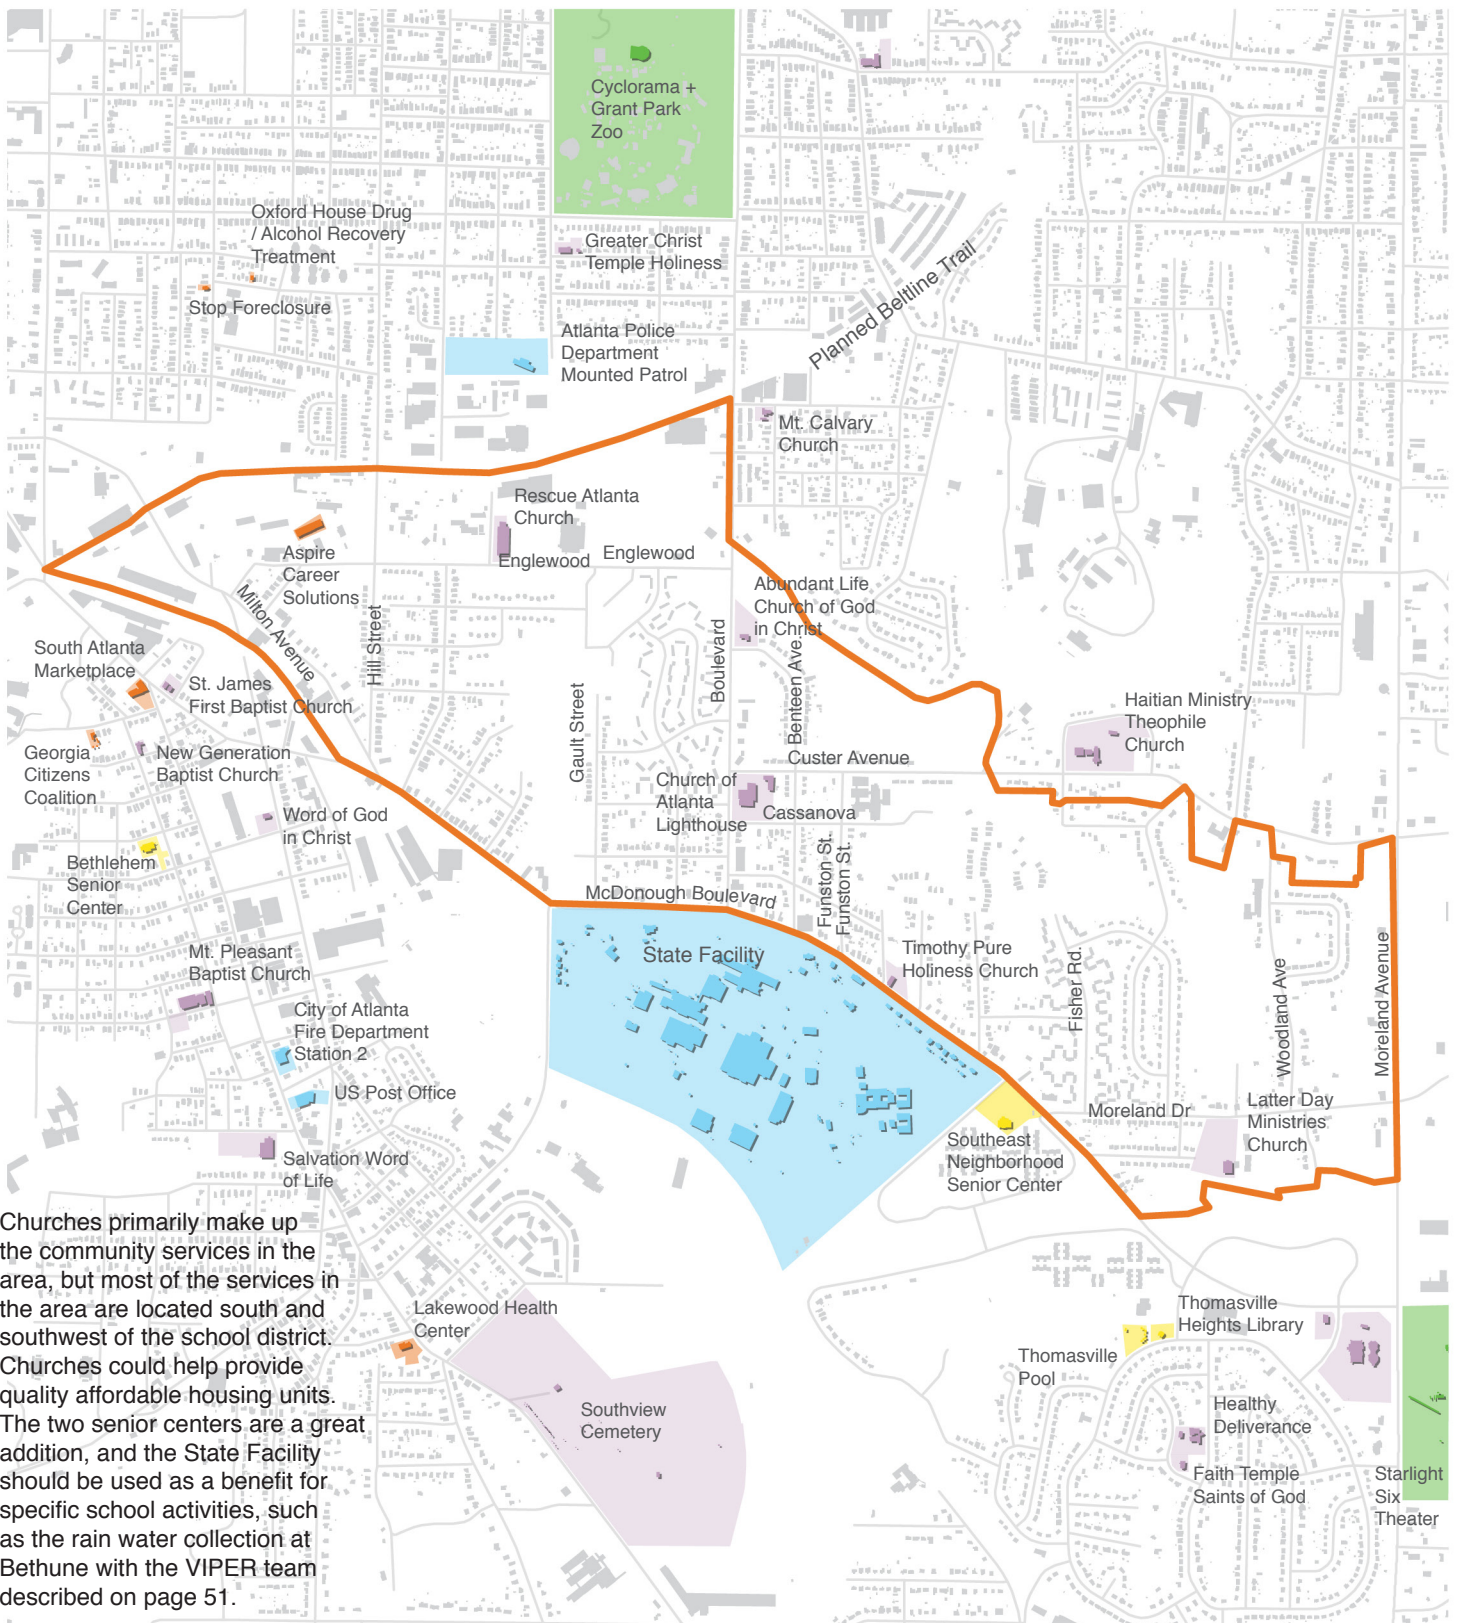 Cyclorama +
Grant Park
Zoo
Oxford House Drug
/ Alcohol Recovery
Treatment
Greater Christ
Temple Holiness
Planned Beltline Trail
Stop Foreclosure
Atlanta Police
Department
Mounted Patrol
Mt. Calvary
Church
Rescue Atlanta
Church
Englewood
Englewood
Aspire
Career
Solutions
Milton Avenue
Hill Street
Abundant Life
Church of God
in Christ
South Atlanta
Marketplace
St. James
First Baptist Church
Boulevard
Benteen Ave.
Gault Street
Haitian Ministry
Theophile
Church
Georgia
Citizens
Coalition
New Generation
Baptist Church
Custer Avenue
Church of
Atlanta
Lighthouse
Cassanova
Word of God
in Christ
Bethlehem
Senior
Center
Funston St.
Funston St.
McDonough Boulevard
State Facility
Timothy Pure
Holiness Church
Fisher Rd.
Woodland Ave
Moreland Avenue
Mt. Pleasant
Baptist Church
City of Atlanta
Fire Department
Station 2
US Post Office
Moreland Dr
Latter Day
Ministries
Church
Southeast
Neighborhood
Senior Center
Salvation Word
of Life
Churches primarily make up
the community services in the
area, but most of the services in
the area are located south and
southwest of the school district.
Churches could help provide
quality affordable housing units.
The two senior centers are a great
addition, and the State Facility
should be used as a benefit for
specific school activities, such
as the rain water collection at
Bethune with the VIPER team
described on page 51.
Lakewood Health
Center
Southview
Cemetery
Thomasville
Heights Library
Thomasville
Pool
Healthy
Deliverance
Faith Temple
Saints of God
Starlight
Six
Theater